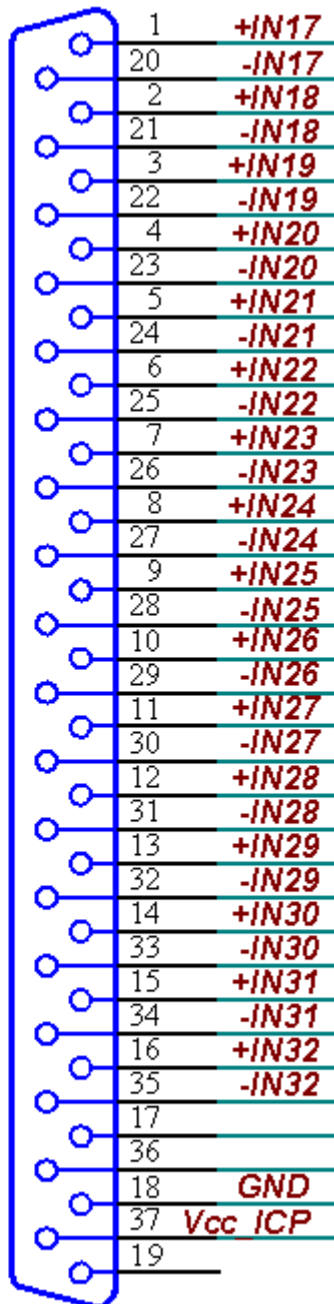 1 +IN17
20 -IN17
2 +IN18
21 -IN18
3 +IN19
22 -IN19
4 +IN20
23 -IN20
5 +IN21
24 -IN21
6 +IN22
25 -IN22
7 +IN23
26 -IN23
8 +IN24
27 -IN24
9 +IN25
28 -IN25
10 +IN26
29 -IN26
11 +IN27
30 -IN27
12 +IN28
31 -IN28
13 +IN29
32 -IN29
14 +IN30
33 -IN30
15 +IN31
34 -IN31
16 +IN32
35 -IN32
17
36
18 GND
37 Vcc_ICP
19